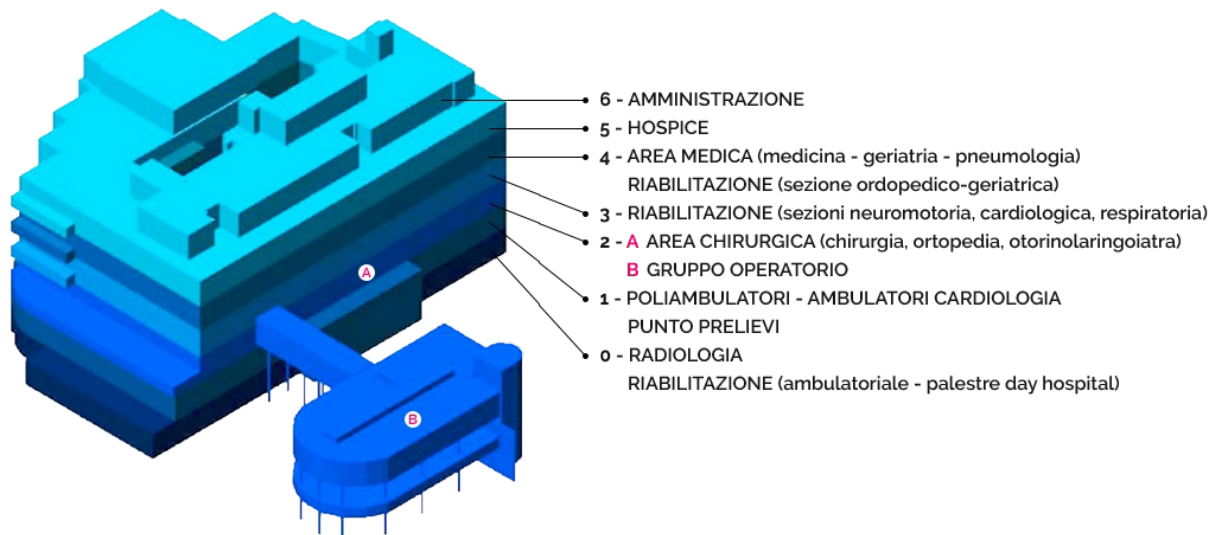 6 - AMMINISTRAZIONE
5 - HOSPICE
4 - AREA MEDICA (medicina - geriatria - pneumologia)
RIABILITAZIONE (sezione ordopedico-geriatrica)
3 - RIABILITAZIONE (sezioni neuromotoria, cardiologica, respiratoria)
2 - A AREA CHIRURGICA (chirurgia, ortopedia, otorinolaringoiatra)
B GRUPPO OPERATORIO
1 - POLIAMBULATORI - AMBULATORI CARDIOLOGIA
PUNTO PRELIEVI
0 - RADIOLOGIA
RIABILITAZIONE (ambulatoriale - palestre day hospital)
A
B